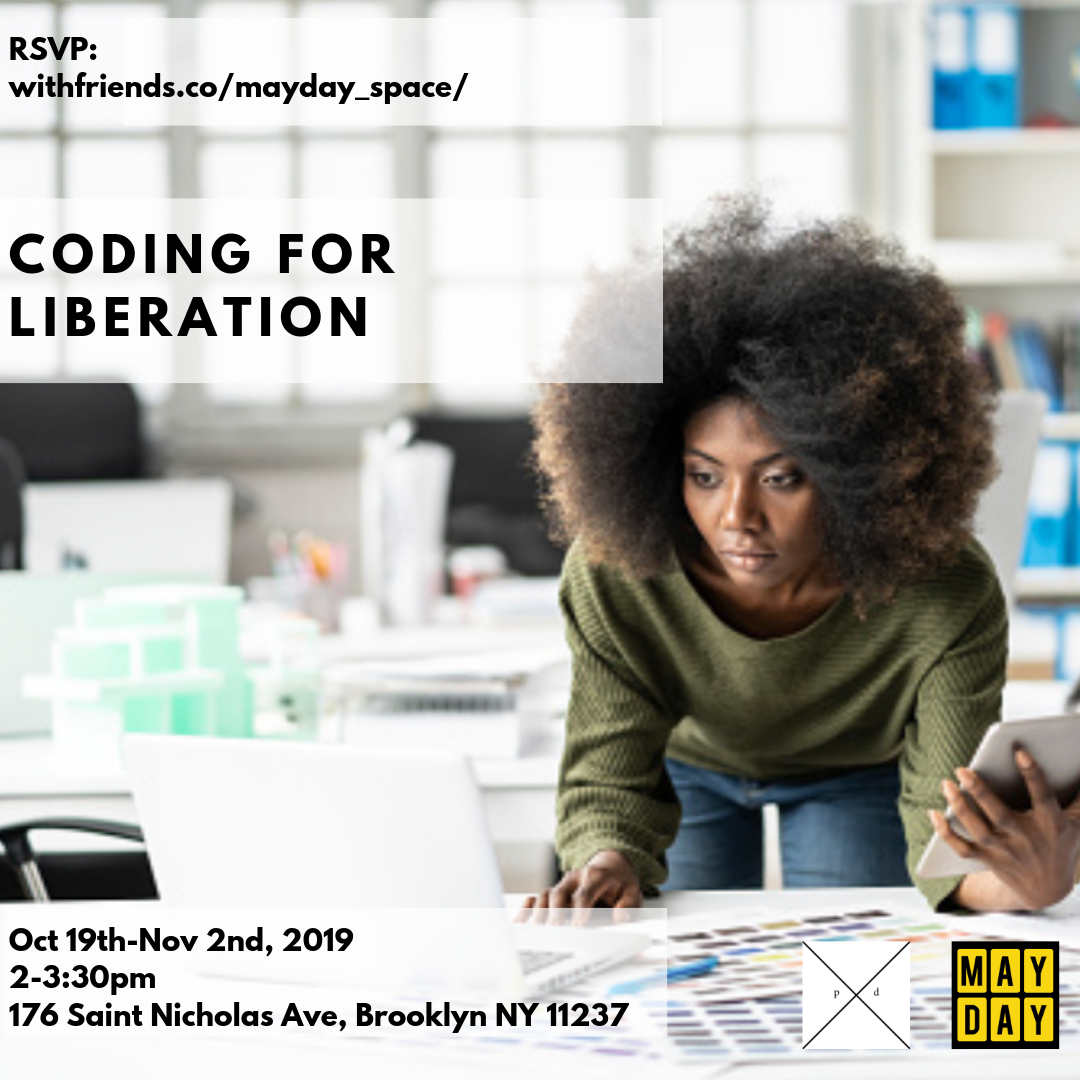 RSVP:
withfriends.co/mayday_space/
CODING FOR
LIBERATION
Oct 19th-Nov 2nd, 2019
2-3:30pm
176 Saint Nicholas Ave, Brooklyn NY 11237
p d
MAY
DAY